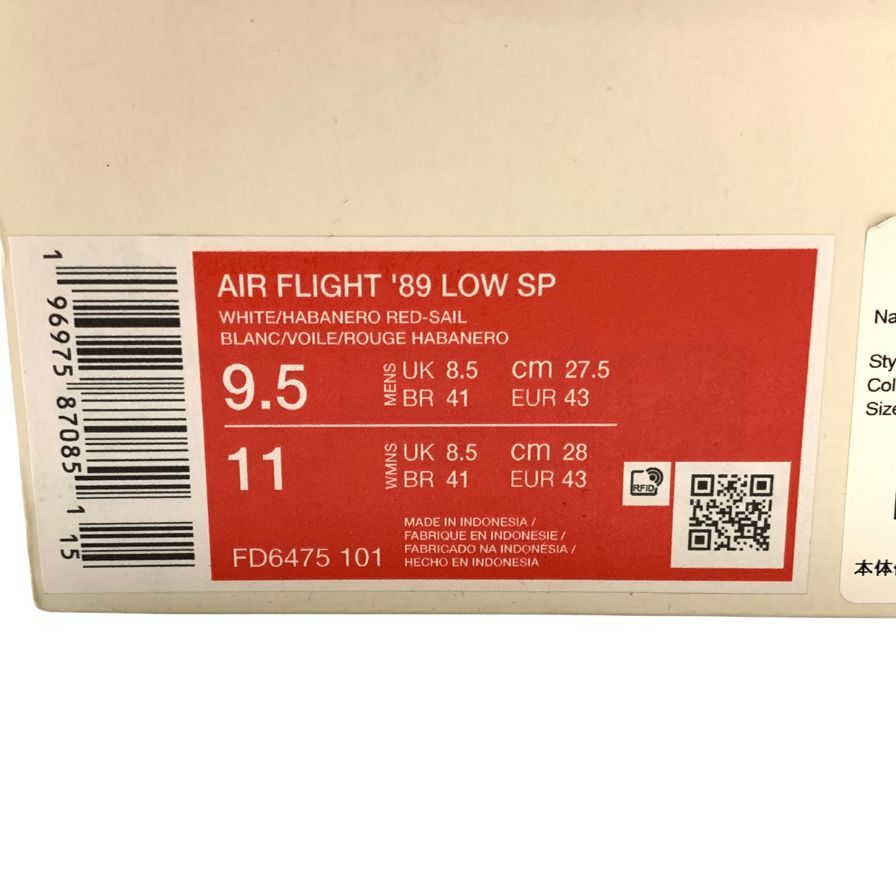 1 96975 87085 1 15
AIR FLIGHT '89 LOW SP
WHITE/HABANERO RED-SAIL
BLANC/VOILE/ROUGE HABANERO
9.5 MENS UK 8.5 cm 27.5
BR 41 EUR 43
11 WMNS UK 8.5 cm 28
BR 41 EUR 43
RFID
FD6475 101
MADE IN INDONESIA /
FABRIQUE EN INDONESIE /
FABRICADO NA INDONÉSIA /
HECHO EN INDONESIA
Na
Sty
Col
Size
本体